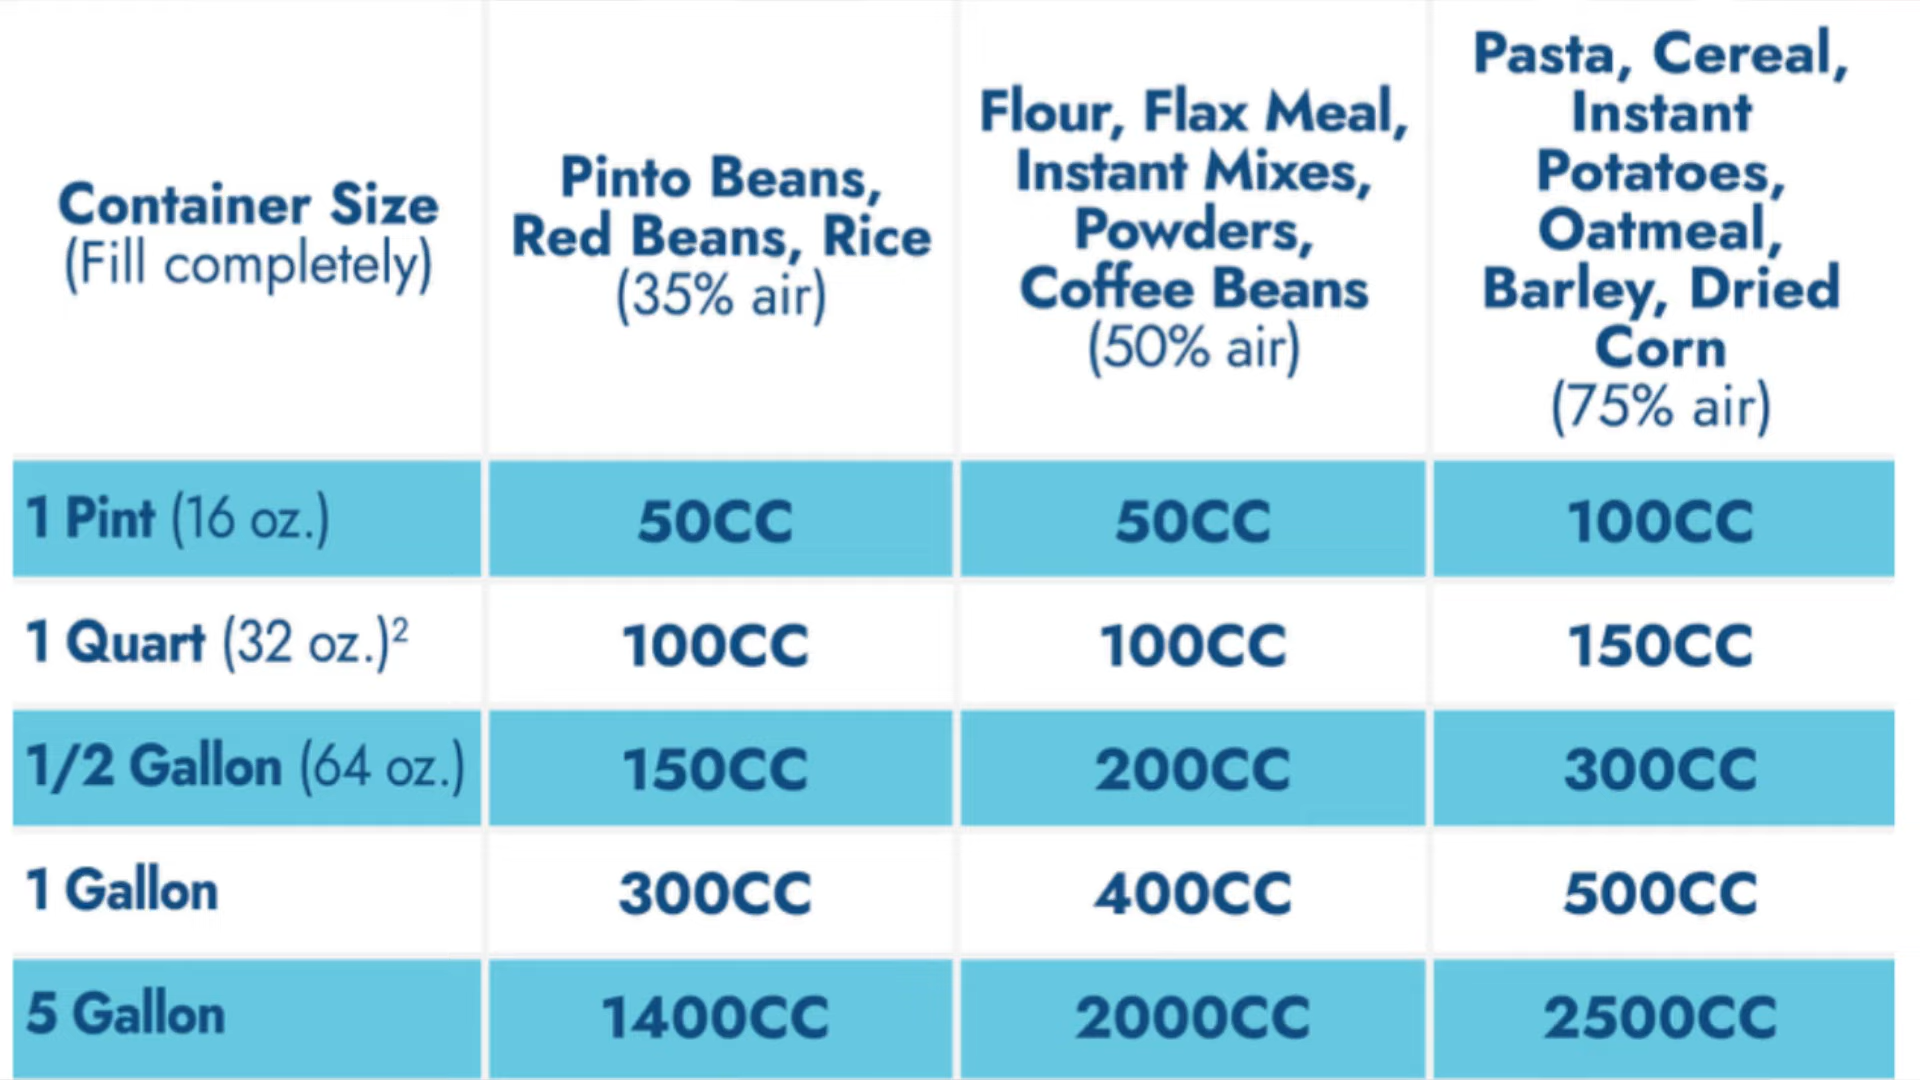 Container Size
(Fill completely)
Pinto Beans,
Red Beans, Rice
(35% air)
Flour, Flax Meal,
Instant Mixes,
Powders,
Coffee Beans
(50% air)
Pasta, Cereal,
Instant
Potatoes,
Oatmeal,
Barley, Dried
Corn
(75% air)
1 Pint (16 oz.) 50CC 50CC 100CC
1 Quart (32 oz.)² 100CC 100CC 150CC
1/2 Gallon (64 oz.) 150CC 200CC 300CC
1 Gallon 300CC 400CC 500CC
5 Gallon 1400CC 2000CC 2500CC